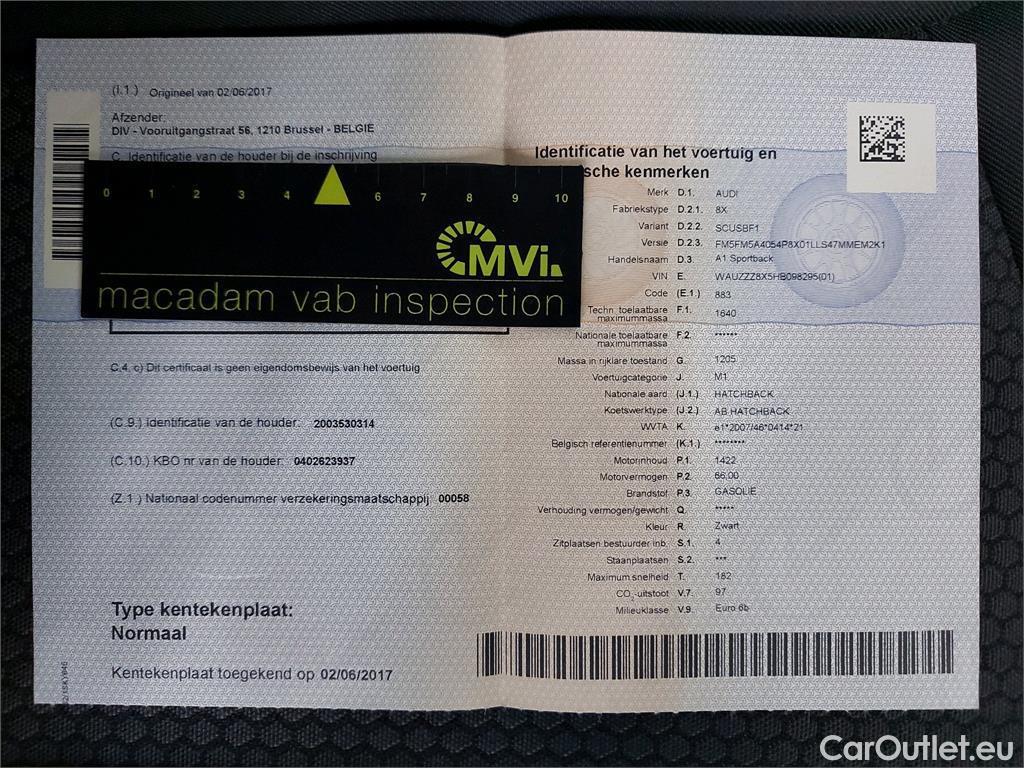 (I.1.) Origineel van 02/06/2017
Afzender:
DIV - Vooruitgangstraat 56, 1210 Brussel - BELGIE
C. Identificatie van de houder bij de inschrijving
0 1 2 3 4 6 7 8 9 10
MVi.
macadam vab inspection
C.4. c) Dit certificaat is geen eigendomsbewijs van het voertuig
(C.9.) Identificatie van de houder: 2003530314
(C.10.) KBO nr van de houder: 0402623937
(Z.1.) Nationaal codenummer verzekeringsmaatschappij 00058
Type kentekenplaat:
Normaal
Kentekenplaat toegekend op 02/06/2017
Identificatie van het voertuig en
sche kenmerken
Merk D.1. AUDI
Fabriekstype D.2.1. 8X
Variant D.2.2. SCUSBF1
Versie D.2.3. FM5FM5A4054P8X01LLS47MMEM2K1
Handelsnaam D.3. A1 Sportback
VIN E. WAUZZZ8X5HB098295(01)
Code (E.1.) 883
Techn. toelaatbare
maximummassa F.1. 1640
Nationale toelaatbare
maximummassa F.2. ******
Massa in rijklare toestand G. 1205
Voertuigcategorie J. M1
Nationale aard (J.1.) HATCHBACK
Koetswerktype (J.2.) AB HATCHBACK
WVTA K. e1*2007/46*0414*21
Belgisch referentienummer (K.1.) ********
Motorinhoud P.1. 1422
Motorvermogen P.2. 66,00
Brandstof P.3. GASOLIE
Verhouding vermogen/gewicht Q. *****
Kleur R. Zwart
Zitplaatsen bestuurder inb. S.1. 4
Staanplaatsen S.2. ***
Maximum snelheid T. 182
CO2-uitstoot V.7. 97
Milieuklasse V.9. Euro 6b
CarOutlet.eu